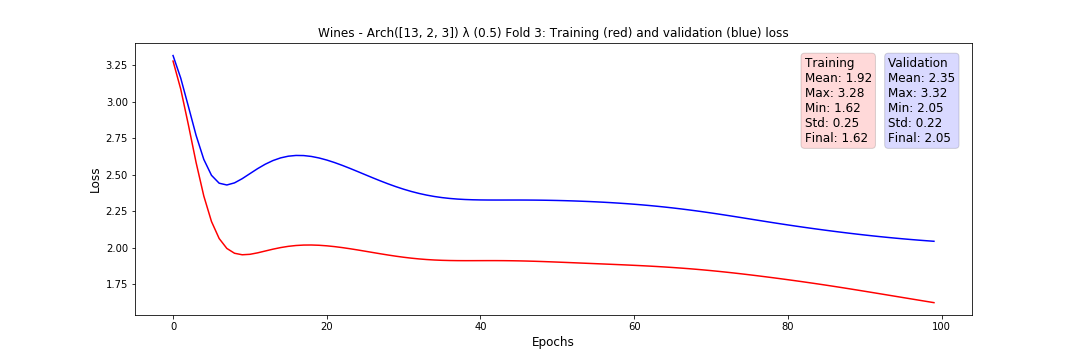 Wines - Arch([13, 2, 3]) λ (0.5) Fold 3: Training (red) and validation (blue) loss
Training
Mean: 1.92
Max: 3.28
Min: 1.62
Std: 0.25
Final: 1.62
Validation
Mean: 2.35
Max: 3.32
Min: 2.05
Std: 0.22
Final: 2.05
Loss
3.25
3.00
2.75
2.50
2.25
2.00
1.75
0
20
40
60
80
100
Epochs